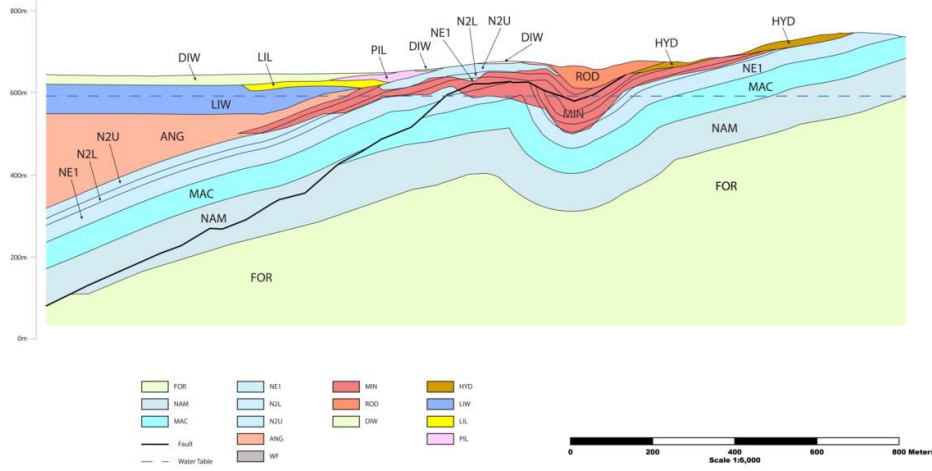 800m
HYD
N2L
N2U
NE1
DIW
DIW
HYD
PIL
DIW
LIL
ROD
NE1
MAC
600m
LIW
MIN
ANG
NAM
N2U
N2L
400m
NE1
MAC
FOR
NAM
FOR
200m
0m
FOR NE1 MIN HYD
NAM N2L ROD LIW
MAC N2U DIW LIL
Fault ANG PIL
Water Table WF
0 200 400 600 800 Meters
Scale 1:6,000